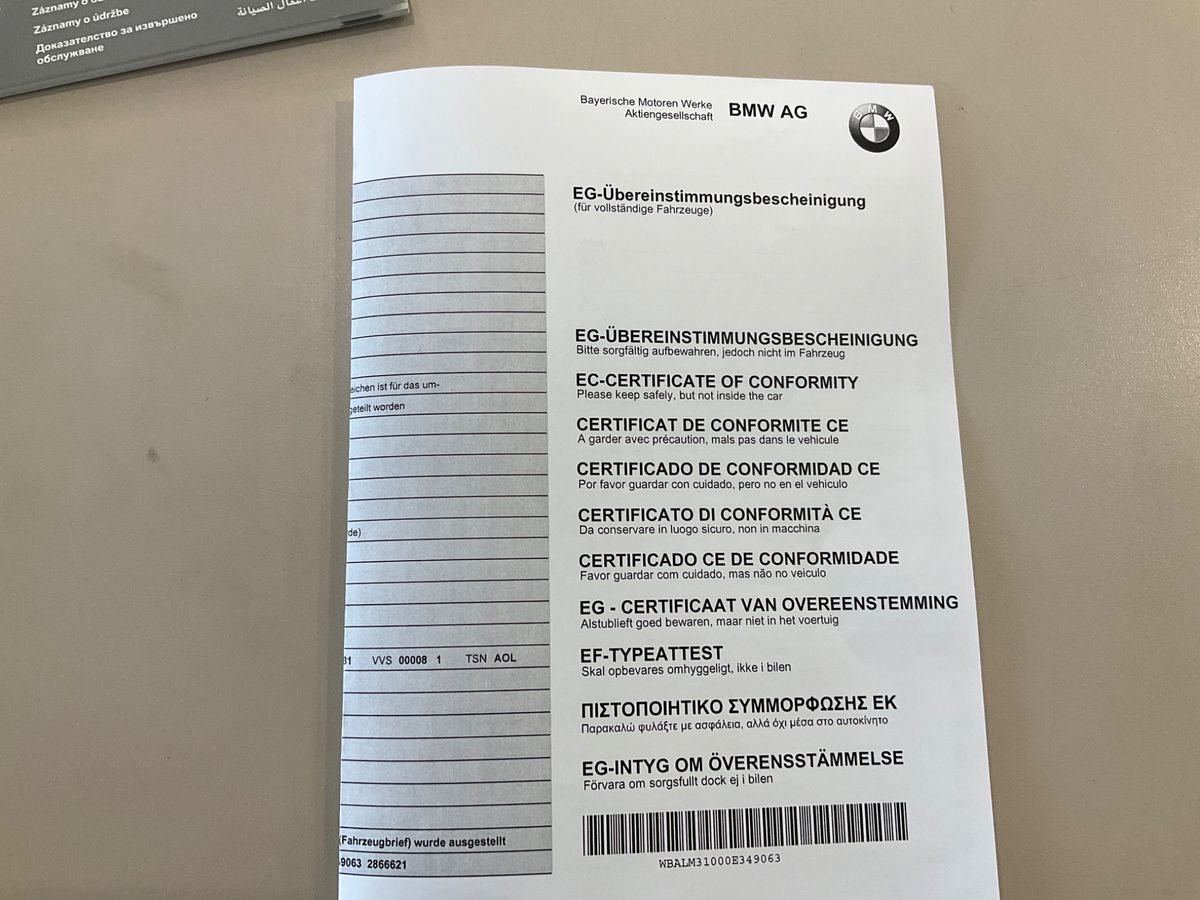 Záznamy o údržbe
Доказателство за извършено
обслужване
Bayerische Motoren Werke
Aktiengesellschaft
BMW AG
BMW
EG-Übereinstimmungsbescheinigung
(für vollständige Fahrzeuge)
EG-ÜBEREINSTIMMUNGSBESCHEINIGUNG
Bitte sorgfältig aufbewahren, jedoch nicht im Fahrzeug
EC-CERTIFICATE OF CONFORMITY
Please keep safely, but not inside the car
CERTIFICAT DE CONFORMITE CE
A garder avec précaution, mals pas dans le vehicule
CERTIFICADO DE CONFORMIDAD CE
Por favor guardar con cuidado, pero no en el vehiculo
CERTIFICATO DI CONFORMITÀ CE
Da conservare in luogo sicuro, non in macchina
CERTIFICADO CE DE CONFORMIDADE
Favor guardar com cuidado, mas não no veiculo
EG - CERTIFICAAT VAN OVEREENSTEMMING
Alstublieft goed bewaren, maar niet in het voertuig
EF-TYPEATTEST
Skal opbevares omhyggeligt, ikke i bilen
ΠΙΣΤΟΠΟΙΗΤΙΚΟ ΣΥΜΜΟΡΦΩΣΗΣ ΕΚ
Παρακαλώ φυλάξτε με ασφάλεια, αλλά όχι μέσα στο αυτοκίνητο
EG-INTYG OM ÖVERENSSTÄMMELSE
Förvara om sorgsfullt dock ej i bilen
WBALM31000E349063
eichen ist für das um-
geteilt worden
de)
31 VVS 00008 1 TSN AOL
(Fahrzeugbrief) wurde ausgestellt
49063 2866621